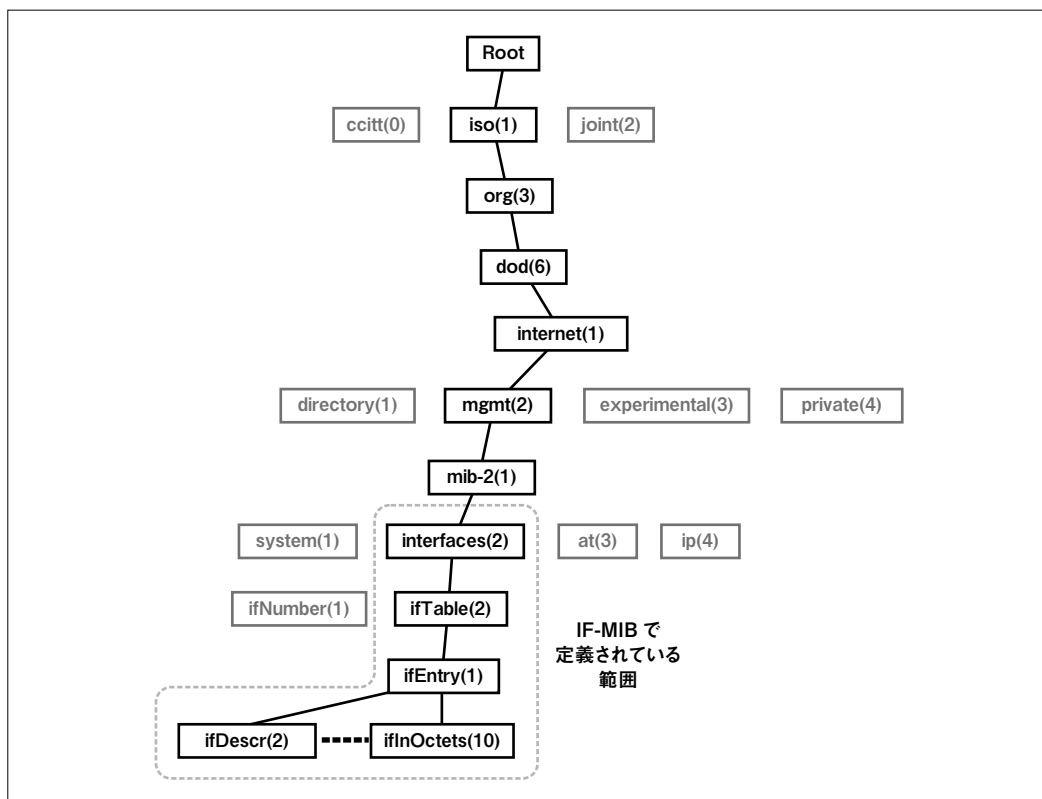 Root
ccitt(0)
iso(1)
joint(2)
org(3)
dod(6)
internet(1)
directory(1)
mgmt(2)
experimental(3)
private(4)
mib-2(1)
system(1)
interfaces(2)
at(3)
ip(4)
ifNumber(1)
ifTable(2)
IF-MIB で
定義されている
範囲
ifEntry(1)
ifDescr(2)
ifInOctets(10)